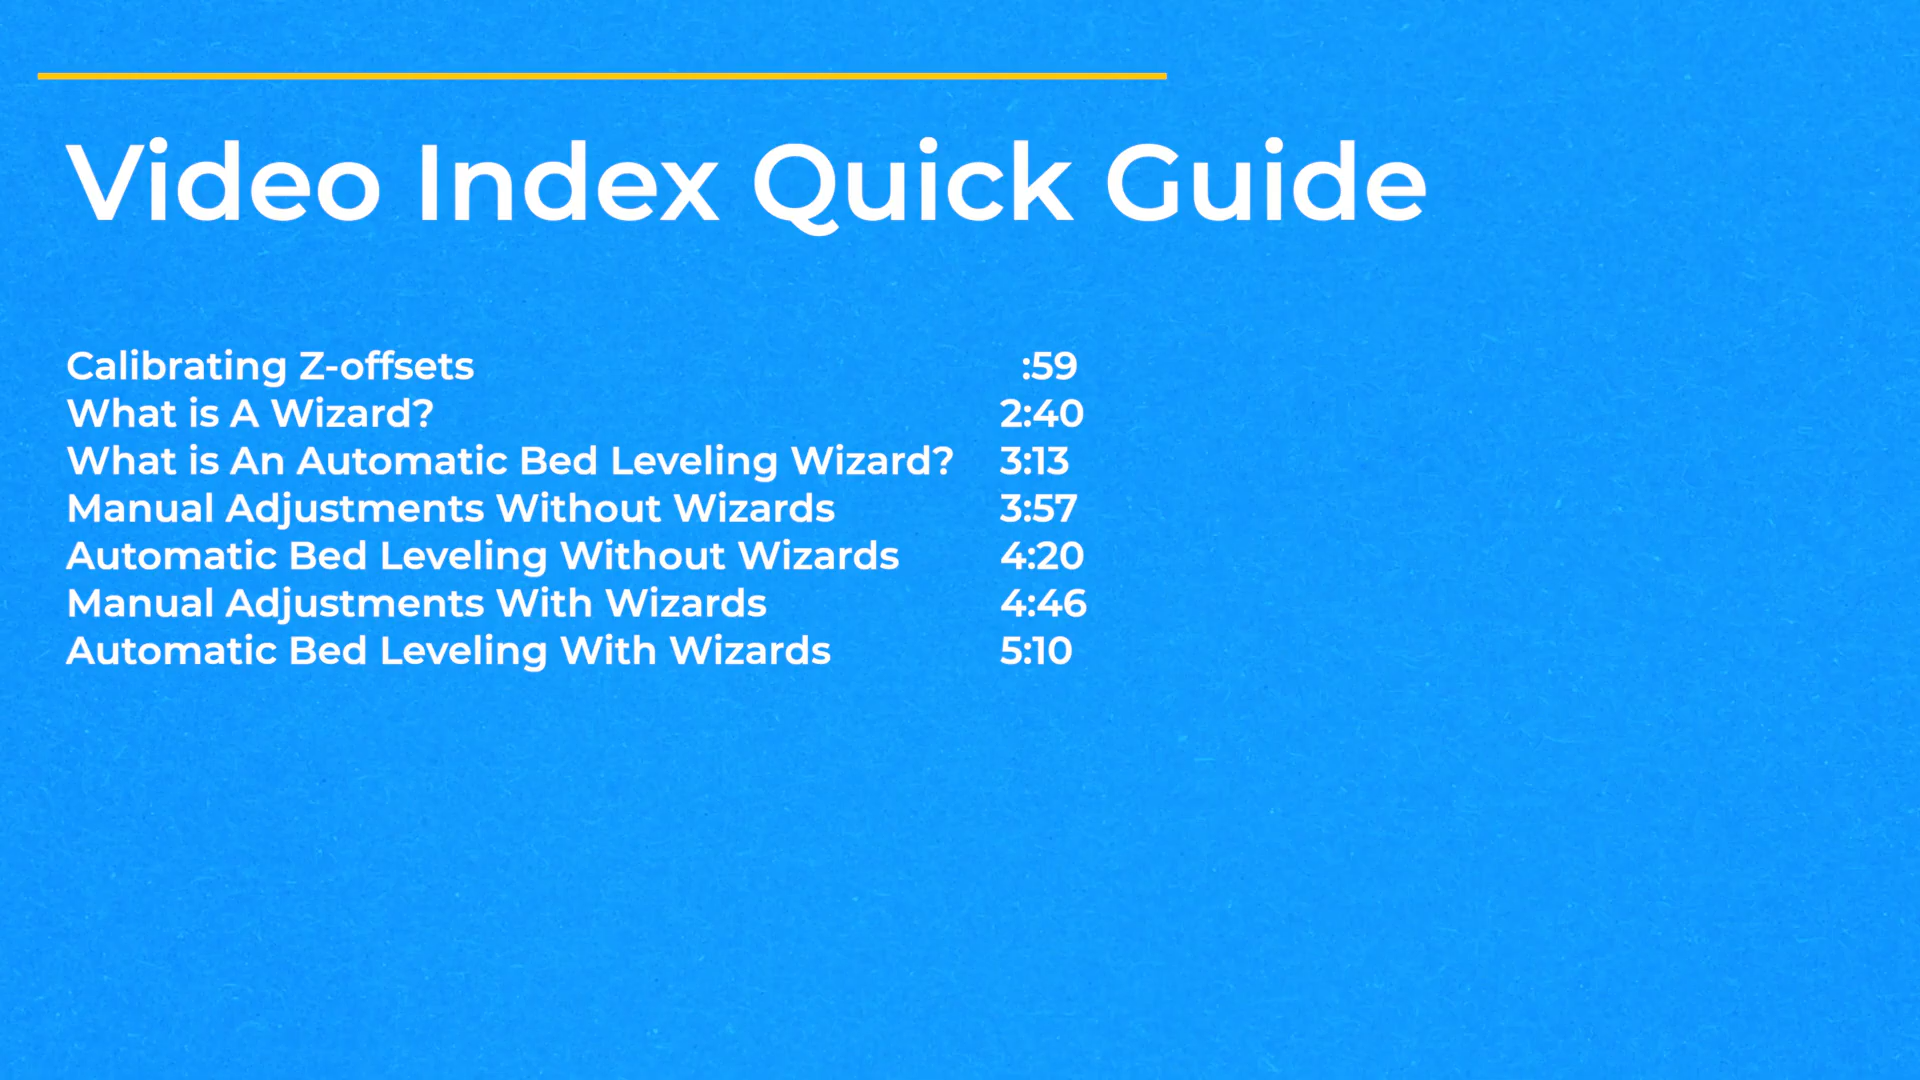 Video Index Quick Guide
Calibrating Z-offsets :59
What is A Wizard? 2:40
What is An Automatic Bed Leveling Wizard? 3:13
Manual Adjustments Without Wizards 3:57
Automatic Bed Leveling Without Wizards 4:20
Manual Adjustments With Wizards 4:46
Automatic Bed Leveling With Wizards 5:10